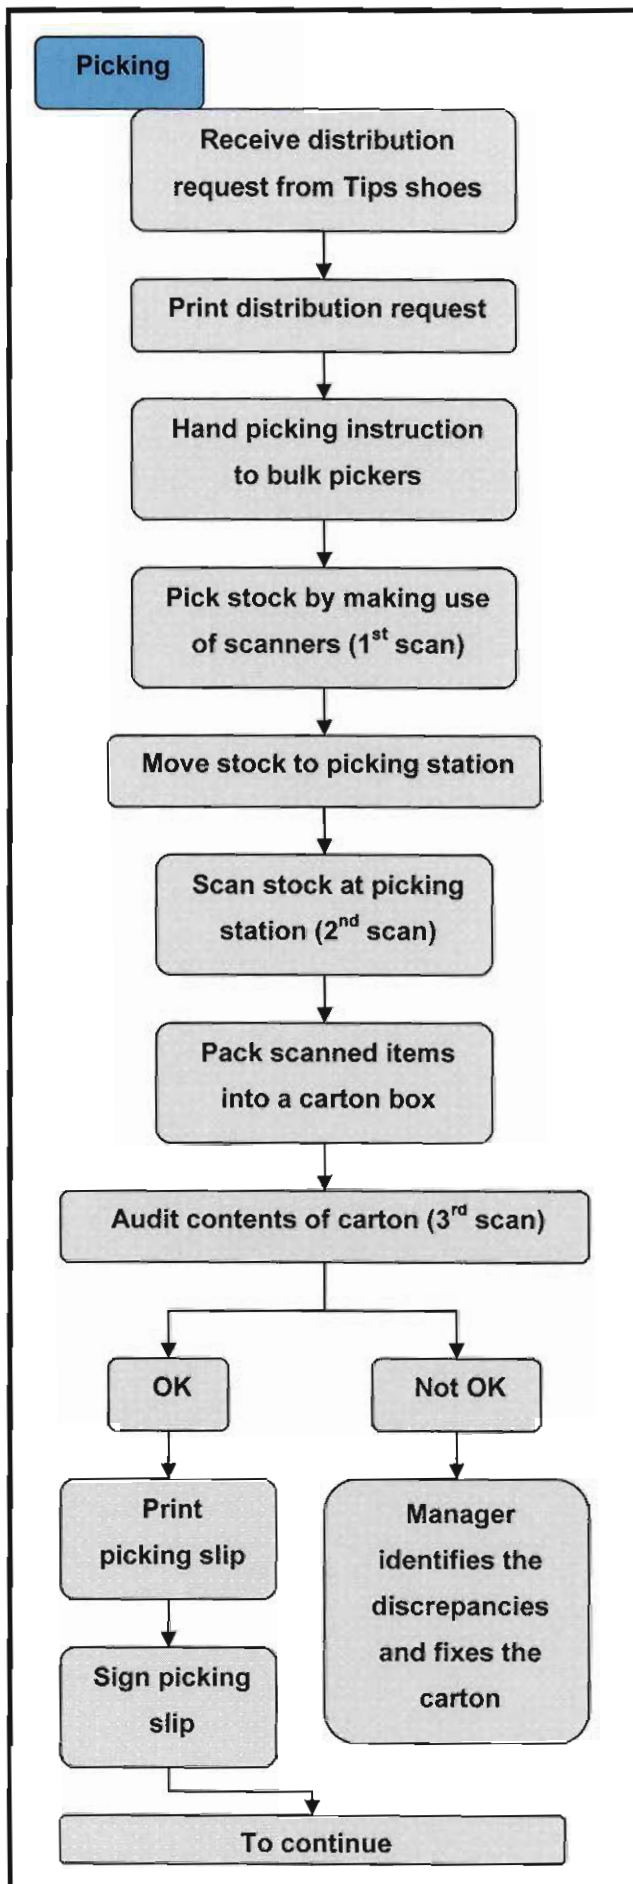 Picking
Receive distribution
request from Tips shoes
Print distribution request
Hand picking instruction
to bulk pickers
Pick stock by making use
of scanners (1st scan)
Move stock to picking station
Scan stock at picking
station (2nd scan)
Pack scanned items
into a carton box
Audit contents of carton (3rd scan)
OK
Not OK
Print
picking slip
Manager
identifies the
discrepancies
and fixes the
carton
Sign picking
slip
To continue